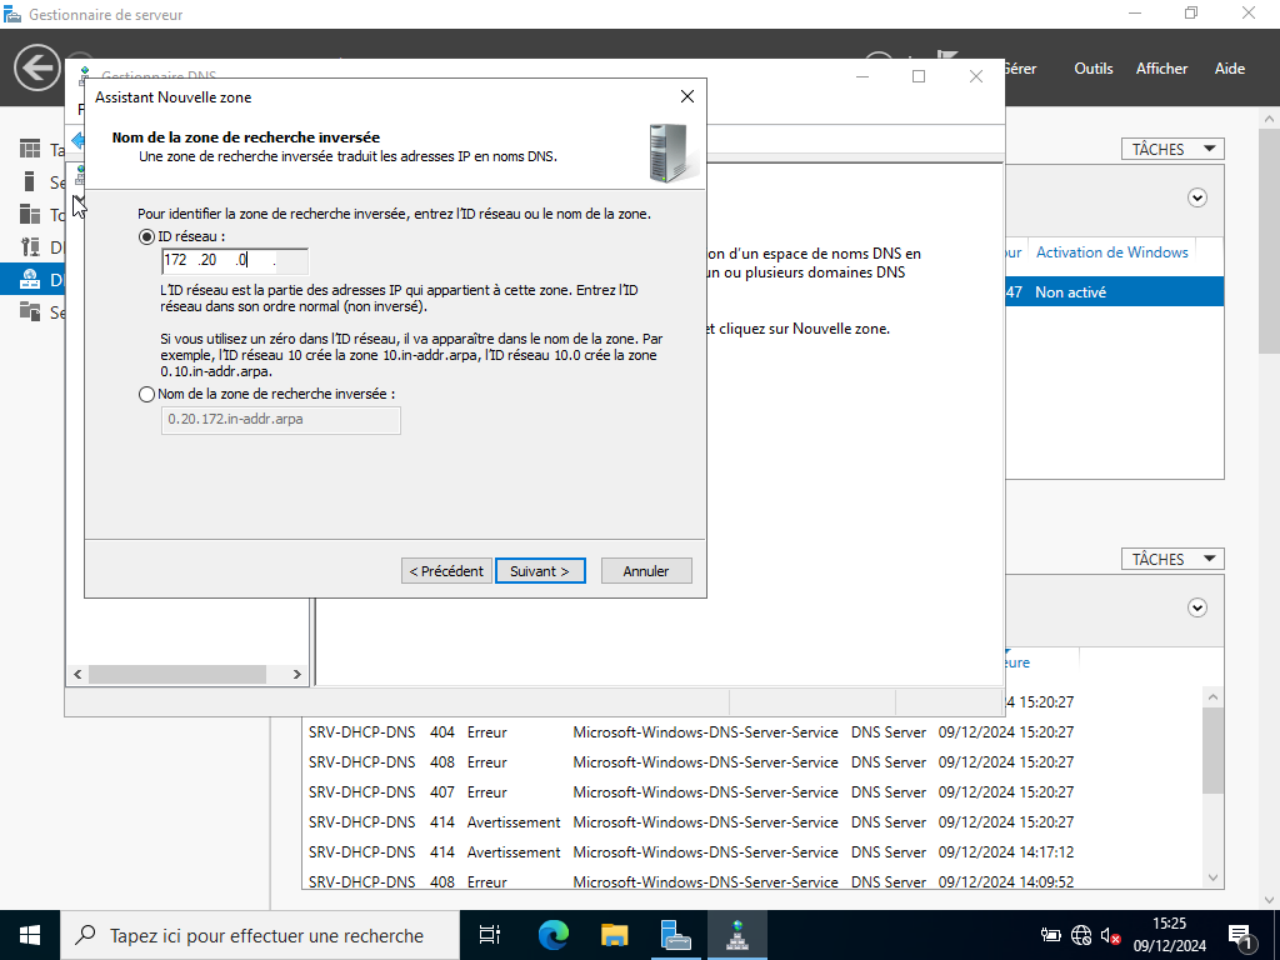 Gestionnaire de serveur
Gérer
Outils
Afficher
Aide
Gestionnaire DNS
Assistant Nouvelle zone
Nom de la zone de recherche inversée
Une zone de recherche inversée traduit les adresses IP en noms DNS.
Pour identifier la zone de recherche inversée, entrez l'ID réseau ou le nom de la zone.
ID réseau :
172 .20 .0 .
L'ID réseau est la partie des adresses IP qui appartient à cette zone. Entrez l'ID
réseau dans son ordre normal (non inversé).
Si vous utilisez un zéro dans l'ID réseau, il va apparaître dans le nom de la zone. Par
exemple, l'ID réseau 10 crée la zone 10.in-addr.arpa, l'ID réseau 10.0 crée la zone
0.10.in-addr.arpa.
Nom de la zone de recherche inversée :
0.20.172.in-addr.arpa
< Précédent
Suivant >
Annuler
Ta
Se
To
DH
D
Se
on d'un espace de noms DNS en
un ou plusieurs domaines DNS
et cliquez sur Nouvelle zone.
TÂCHES
our
Activation de Windows
47 Non activé
TÂCHES
eure
4 15:20:27
SRV-DHCP-DNS 404 Erreur Microsoft-Windows-DNS-Server-Service DNS Server 09/12/2024 15:20:27
SRV-DHCP-DNS 408 Erreur Microsoft-Windows-DNS-Server-Service DNS Server 09/12/2024 15:20:27
SRV-DHCP-DNS 407 Erreur Microsoft-Windows-DNS-Server-Service DNS Server 09/12/2024 15:20:27
SRV-DHCP-DNS 414 Avertissement Microsoft-Windows-DNS-Server-Service DNS Server 09/12/2024 15:20:27
SRV-DHCP-DNS 414 Avertissement Microsoft-Windows-DNS-Server-Service DNS Server 09/12/2024 14:17:12
SRV-DHCP-DNS 408 Erreur Microsoft-Windows-DNS-Server-Service DNS Server 09/12/2024 14:09:52
Tapez ici pour effectuer une recherche
15:25
09/12/2024
1